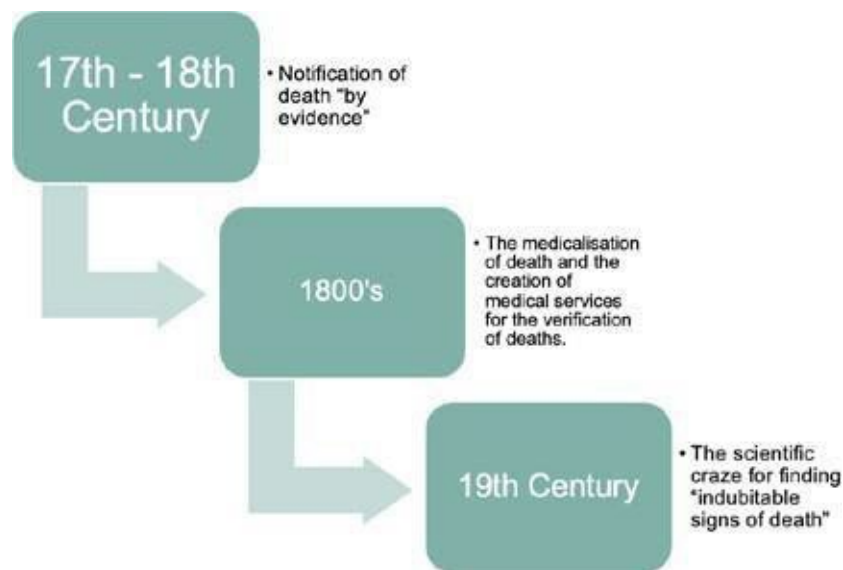 17th - 18th
Century
• Notification of
death "by
evidence"
1800's
• The medicalisation
of death and the
creation of
medical services
for the verification
of deaths.
19th Century
• The scientific
craze for finding
"indubitable
signs of death"